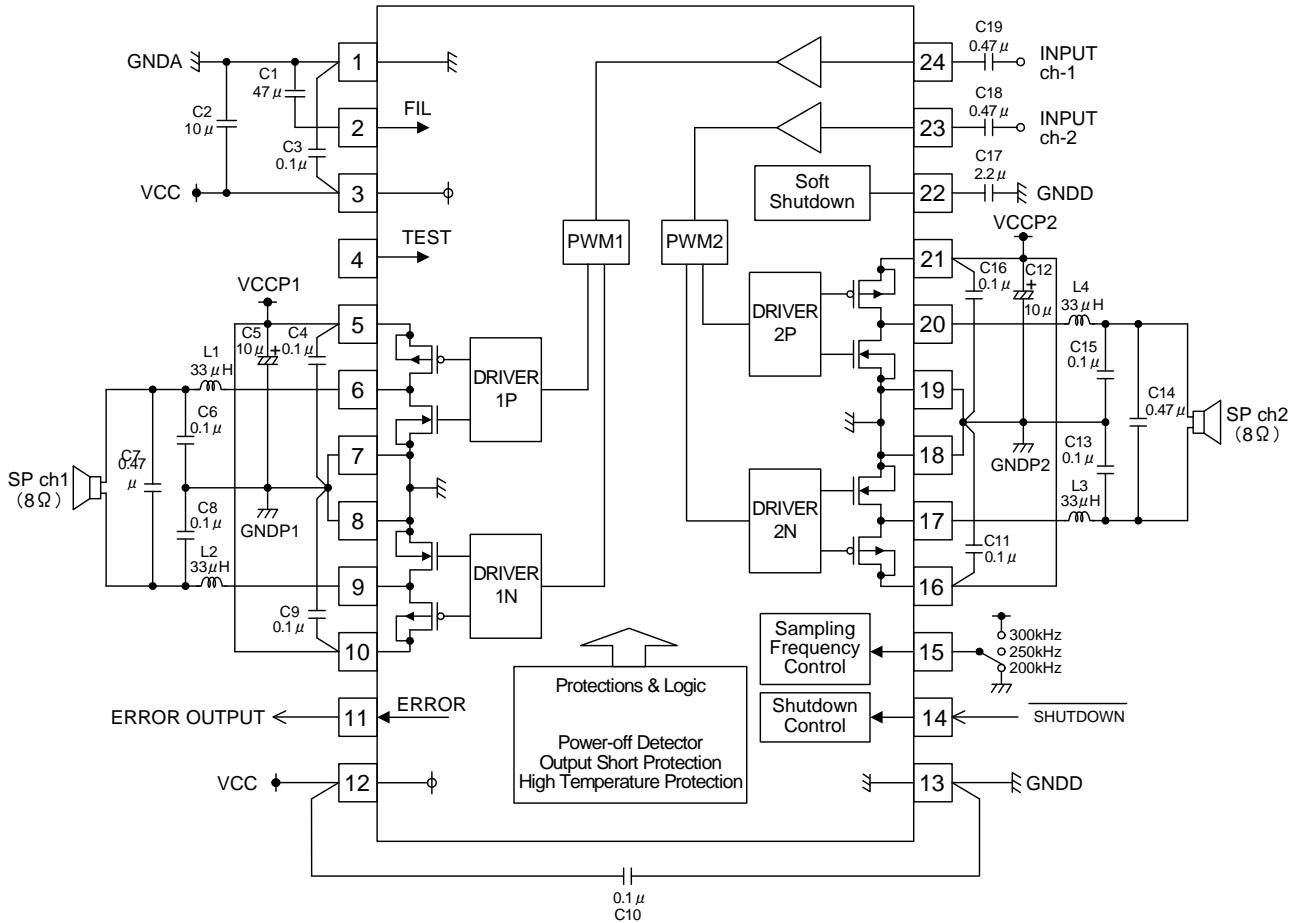 GNDA
C1
47μ
C2
10μ
C3
0.1μ
VCC
1
2
3
4
FIL
TEST
VCCP1
C5
10μ
+
C4
0.1μ
L1
33μH
C6
0.1μ
C7
0.47
μ
SP ch1
(8Ω)
C8
0.1μ
GNDP1
L2
33μH
C9
0.1μ
5
6
7
8
9
10
DRIVER
1P
DRIVER
1N
ERROR OUTPUT
11
ERROR
VCC
12
PWM1
PWM2
Protections & Logic
Power-off Detector
Output Short Protection
High Temperature Protection
24
C19
0.47μ
INPUT
ch-1
23
C18
0.47μ
INPUT
ch-2
Soft
Shutdown
22
C17
2.2μ
GNDD
VCCP2
21
C16
0.1μ
C12
+
10μ
L4
33μH
DRIVER
2P
20
C15
0.1μ
19
C14
0.47μ
SP ch2
(8Ω)
18
GNDP2
C13
0.1μ
L3
33μH
DRIVER
2N
17
C11
0.1μ
16
Sampling
Frequency
Control
15
300kHz
250kHz
200kHz
Shutdown
Control
14
SHUTDOWN
13
GNDD
0.1μ
C10